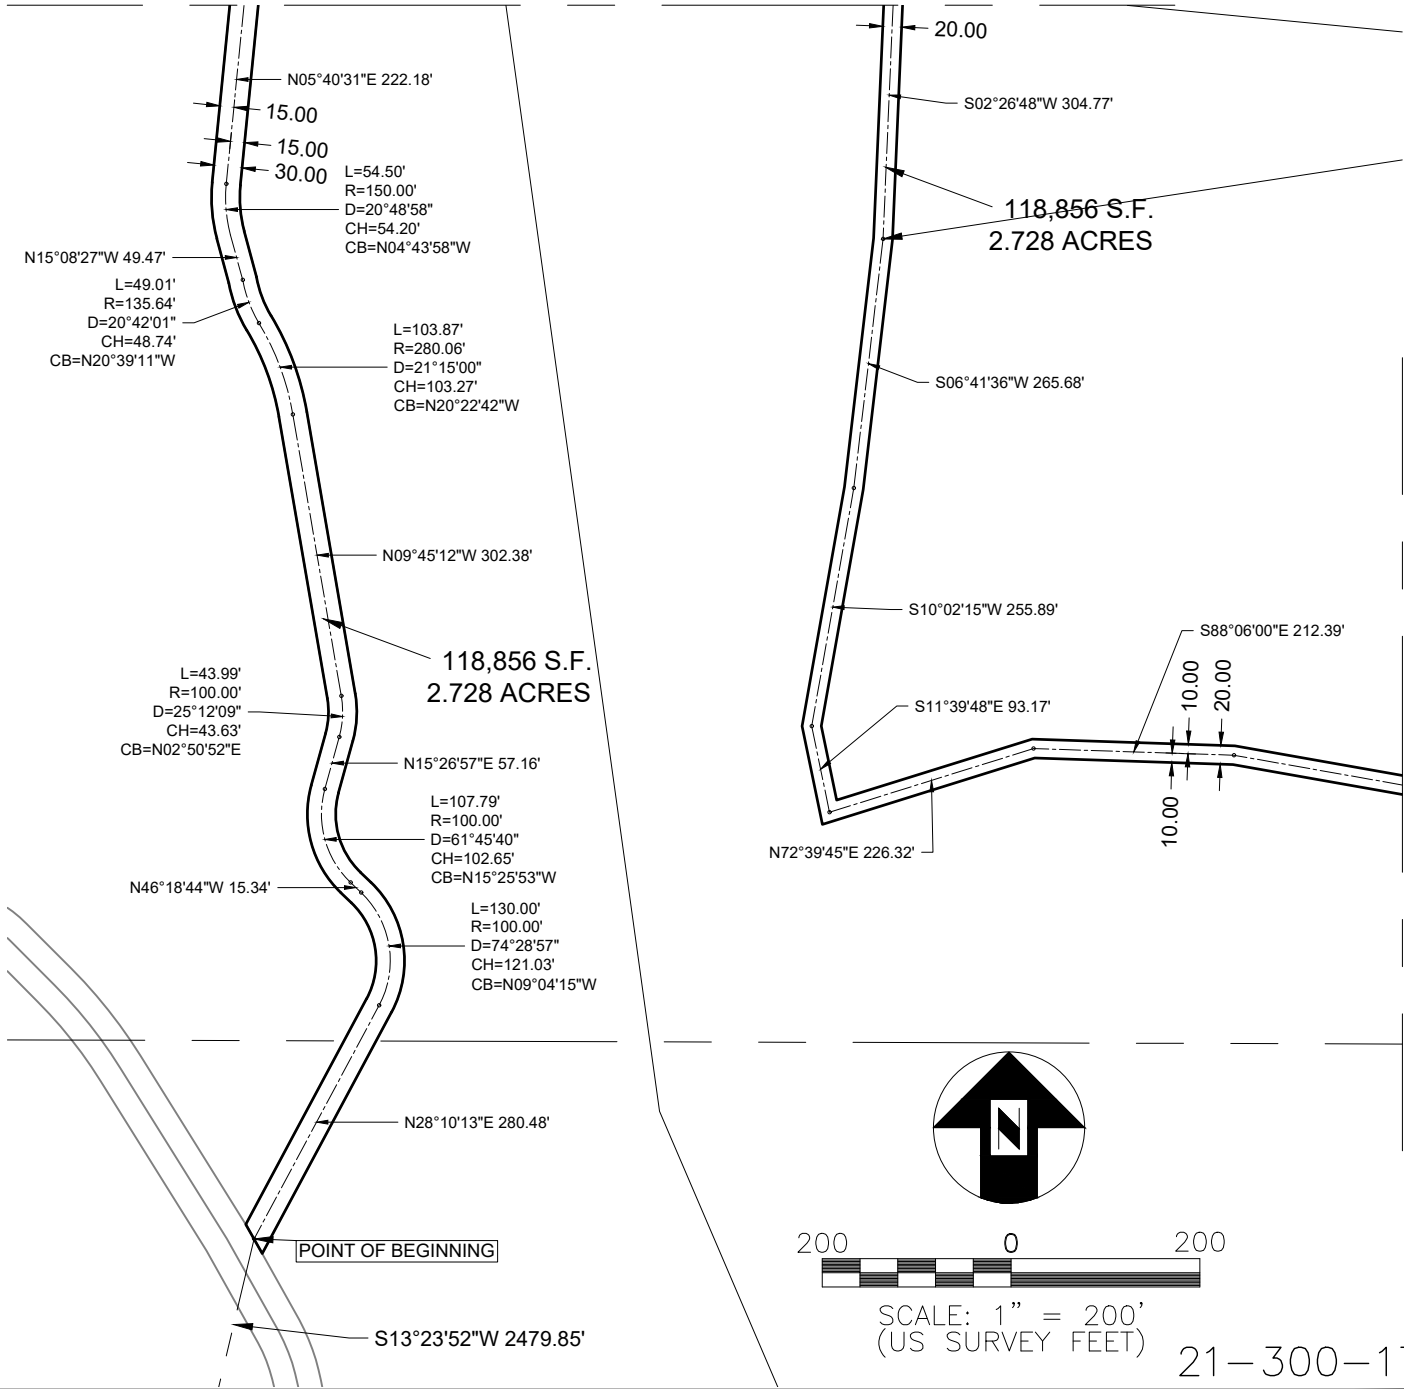 N05°40'31"E 222.18'
15.00
15.00
30.00
L=54.50'
R=150.00'
D=20°48'58"
CH=54.20'
CB=N04°43'58"W
N15°08'27"W 49.47'
L=49.01'
R=135.64'
D=20°42'01"
CH=48.74'
CB=N20°39'11"W
L=103.87'
R=280.06'
D=21°15'00"
CH=103.27'
CB=N20°22'42"W
N09°45'12"W 302.38'
118,856 S.F.
2.728 ACRES
L=43.99'
R=100.00'
D=25°12'09"
CH=43.63'
CB=N02°50'52"E
N15°26'57"E 57.16'
L=107.79'
R=100.00'
D=61°45'40"
CH=102.65'
CB=N15°25'53"W
N46°18'44"W 15.34'
L=130.00'
R=100.00'
D=74°28'57"
CH=121.03'
CB=N09°04'15"W
N28°10'13"E 280.48'
POINT OF BEGINNING
S13°23'52"W 2479.85'
20.00
S02°26'48"W 304.77'
118,856 S.F.
2.728 ACRES
S06°41'36"W 265.68'
S10°02'15"W 255.89'
S88°06'00"E 212.39'
10.00
20.00
S11°39'48"E 93.17'
10.00
N72°39'45"E 226.32'
N
200 0 200
SCALE: 1" = 200'
(US SURVEY FEET)
21-300-1